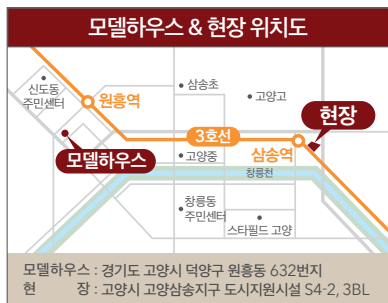 모델하우스 & 현장 위치도
신도동
주민센터
원흥역
삼송초
고양고
현장
3호선
모델하우스
고양중
삼송역
창릉천
창릉동
주민센터
스타필드 고양
모델하우스 : 경기도 고양시 덕양구 원흥동 632번지
현 장 : 고양시 고양삼송지구 도시지원시설 S4-2, 3BL